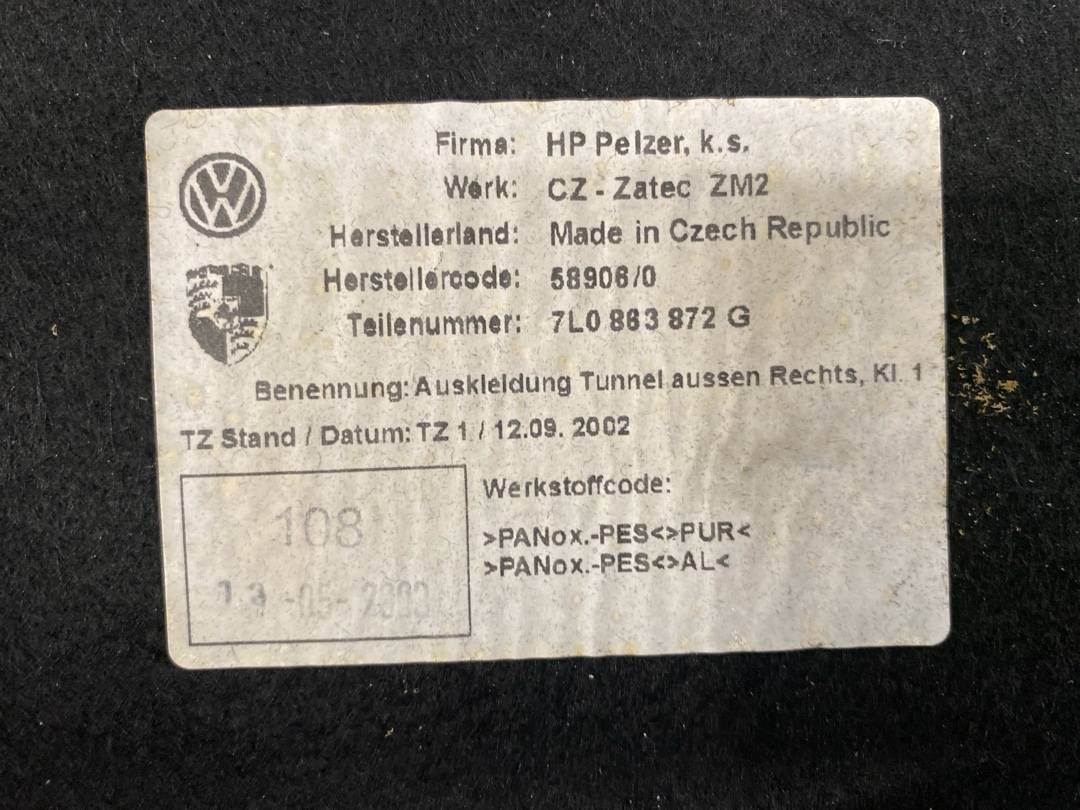 Firma: HP Pelzer, k.s.
Werk: CZ - Zatec ZM2
Herstellerland: Made in Czech Republic
Herstellercode: 58906/0
Teilenummer: 7L0 863 872 G
Benennung: Auskleidung Tunnel aussen Rechts, Kl. 1
TZ Stand / Datum: TZ 1 / 12.09. 2002
Werkstoffcode:
>PANox.-PES<>PUR<
>PANox.-PES<>AL<
108
-05-